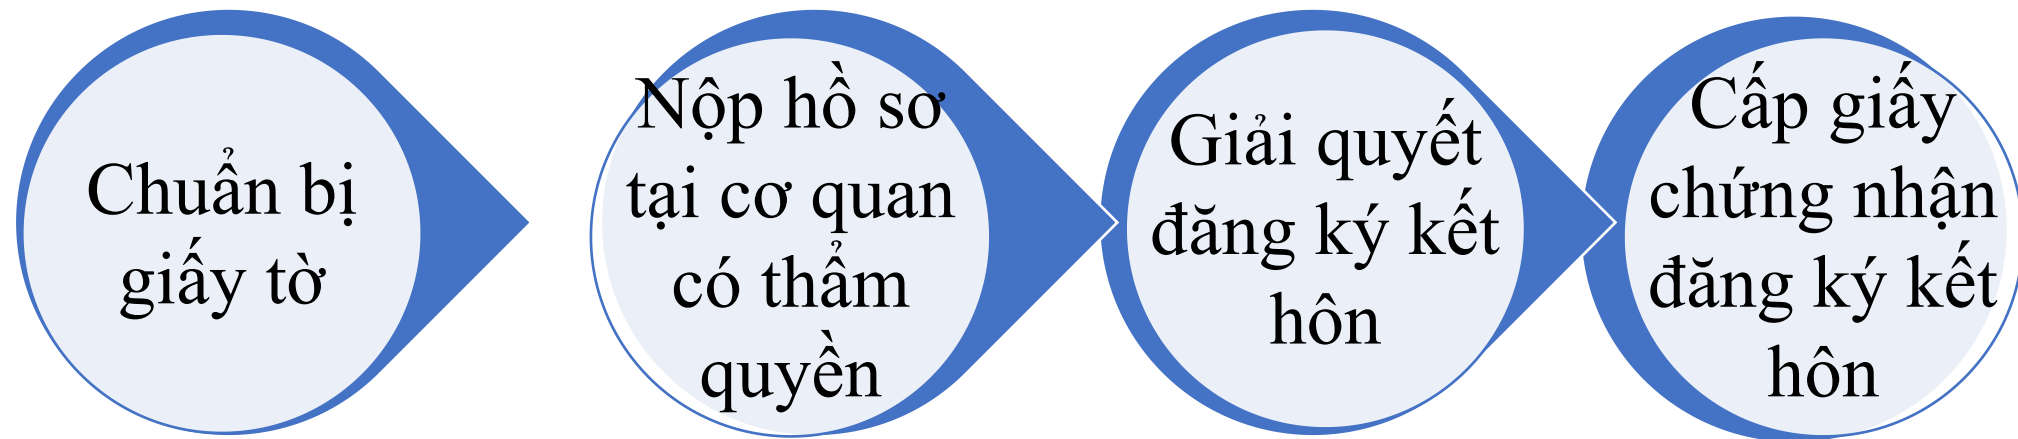 Chuẩn bị
giấy tờ
Nộp hồ sơ
tại cơ quan
có thẩm
quyền
Giải quyết
đăng ký kết
hôn
Cấp giấy
chứng nhận
đăng ký kết
hôn